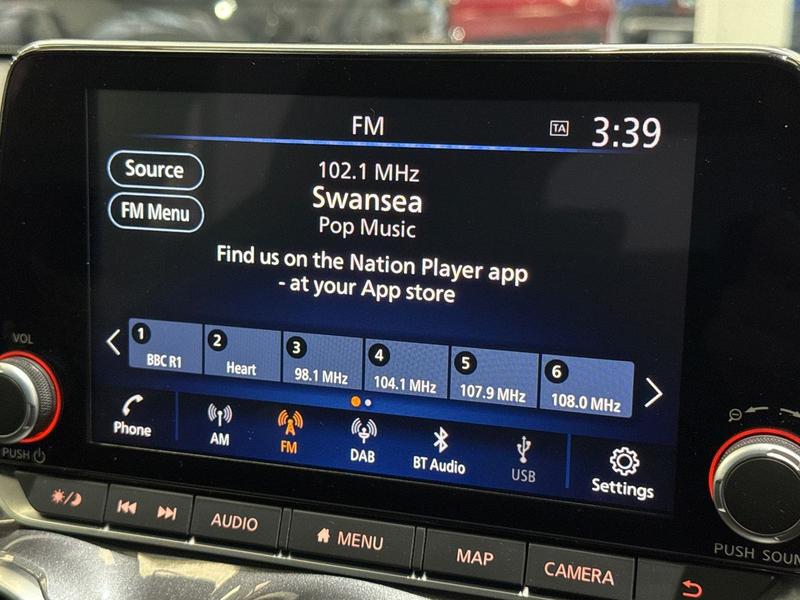 FM
TA
3:39
Source
102.1 MHz
FM Menu
Swansea
Pop Music
Find us on the Nation Player app
- at your App store
1
BBC R1
2
Heart
3
98.1 MHz
4
104.1 MHz
5
107.9 MHz
6
108.0 MHz
Phone
AM
FM
DAB
BT Audio
USB
Settings
VOL
PUSH
AUDIO
MENU
MAP
CAMERA
PUSH SOUN